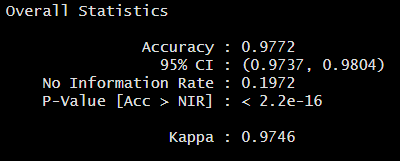 Overall Statistics
Accuracy : 0.9772
95% CI : (0.9737, 0.9804)
No Information Rate : 0.1972
P-Value [Acc > NIR] : < 2.2e-16
Kappa : 0.9746